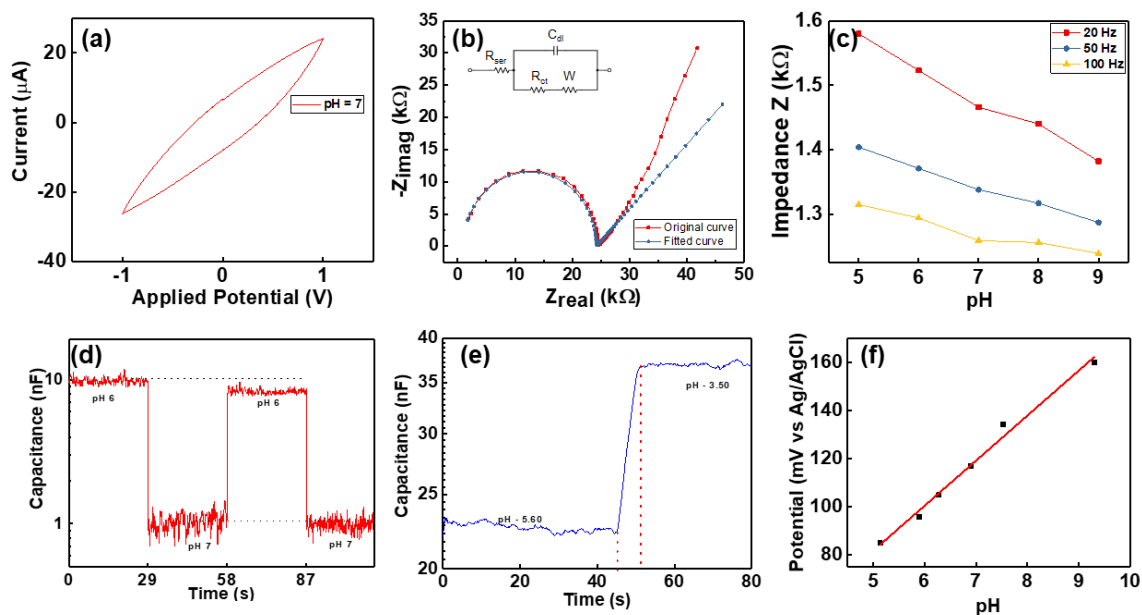 (a)
Current (μA)
20
0
-20
-40
pH = 7
-1
0
1
Applied Potential (V)
(b)
-Zimag (kΩ)
35
30
25
20
15
10
5
0
Cdl
Rser
Rct
W
Original curve
Fitted curve
0
10
20
30
40
50
Zreal (kΩ)
(c)
Impedance Z (kΩ)
1.6
1.5
1.4
1.3
20 Hz
50 Hz
100 Hz
5
6
7
8
9
pH
(d)
Capacitance (nF)
10
1
pH 6
pH 6
pH 7
pH 7
0
29
58
87
Time (s)
(e)
Capacitance (nF)
40
36
33
30
27
25
22
20
pH - 3.50
pH - 5.60
0
20
40
60
80
Time (s)
(f)
Potential (mV vs Ag/AgCl)
160
140
120
100
80
5
6
7
8
9
pH